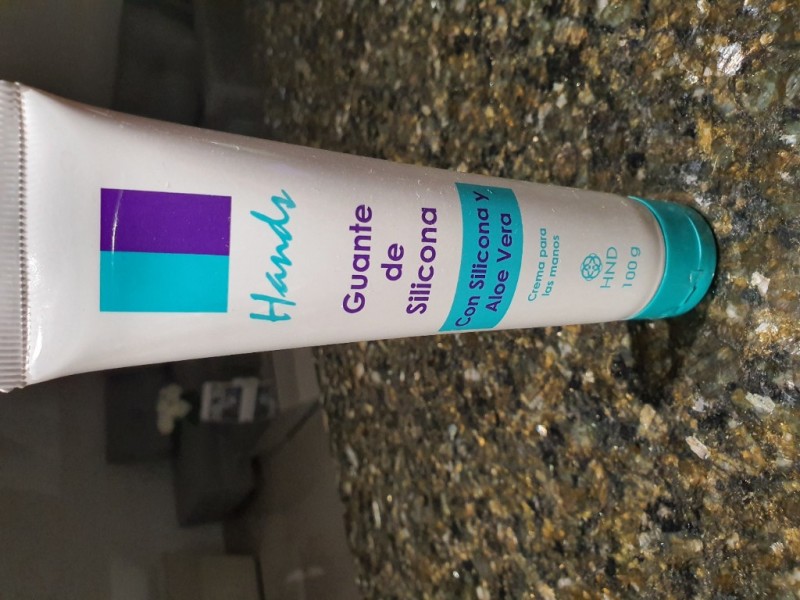 Hands
Guante
de
Silicona
Con Silicona y
Aloe Vera
Crema para
las manos
HND
100 g